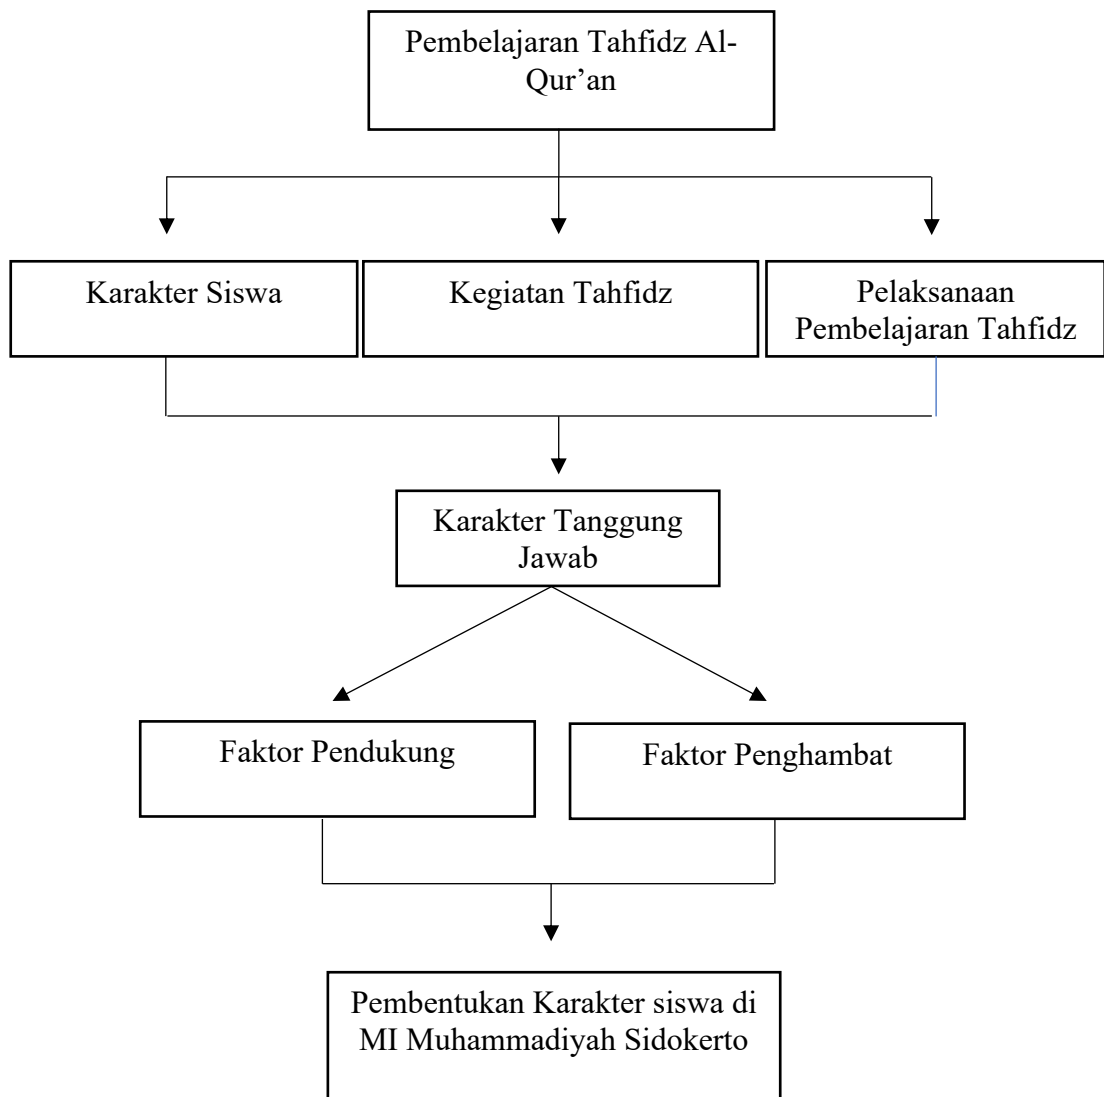 Pembelajaran Tahfidz Al-
Qur’an
Karakter Siswa
Kegiatan Tahfidz
Pelaksanaan
Pembelajaran Tahfidz
Karakter Tanggung
Jawab
Faktor Pendukung
Faktor Penghambat
Pembentukan Karakter siswa di
MI Muhammadiyah Sidokerto